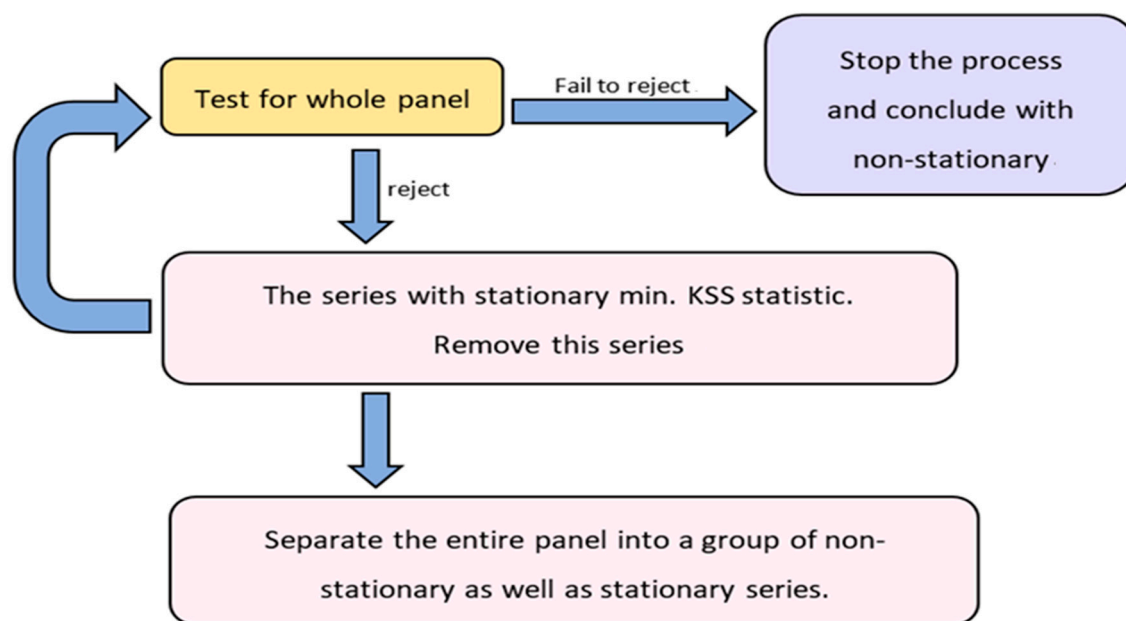 Test for whole panel
Fail to reject
Stop the process
and conclude with
non-stationary
reject
The series with stationary min. KSS statistic.
Remove this series
Separate the entire panel into a group of non-
stationary as well as stationary series.